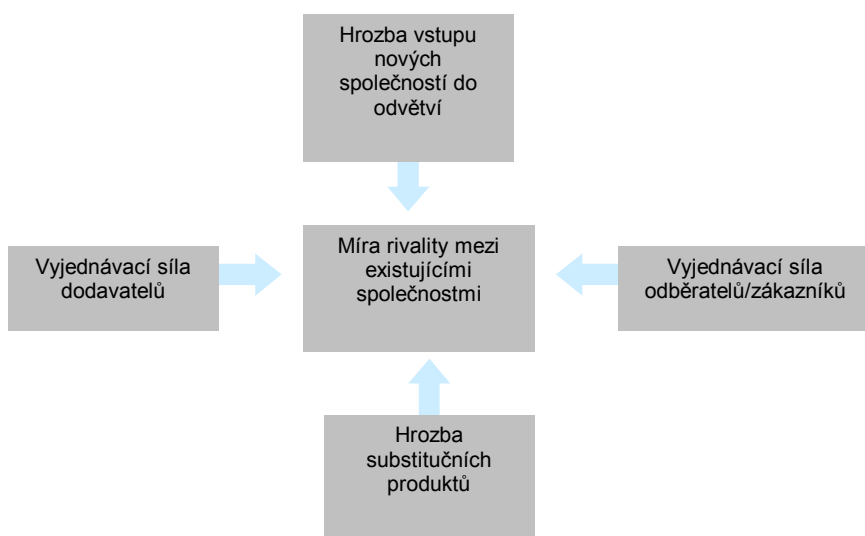 Hrozba vstupu
nových
společností do
odvětví
Vyjednávací síla
dodavatelů
Míra rivality mezi
existujícími
společnostmi
Vyjednávací síla
odběratelů/zákazníků
Hrozba
substitučních
produktů